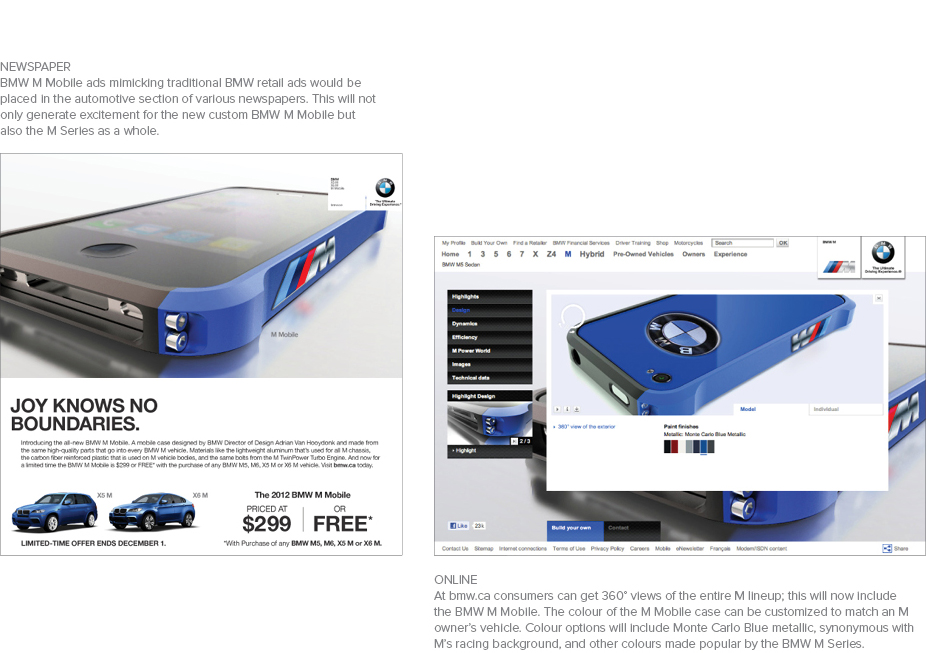 NEWSPAPER
BMW M Mobile ads mimicking traditional BMW retail ads would be
placed in the automotive section of various newspapers. This will not
only generate excitement for the new custom BMW M Mobile but
also the M Series as a whole.
BMW
The Ultimate
Driving Experience.®
M
M Mobile
JOY KNOWS NO
BOUNDARIES.
Introducing the all-new BMW M Mobile. A mobile case designed by BMW Director of Design Adrian Van Hooydonk and made from
the same high-quality parts that go into every BMW M vehicle. Materials like the lightweight aluminum that's used for all M chassis,
the carbon fiber reinforced plastic that is used on M vehicle bodies, and the same bolts from the M TwinPower Turbo Engine. And now for
a limited time the BMW M Mobile is $299 or FREE* with the purchase of any BMW M5, M6, X5 M or X6 M vehicle. Visit bmw.ca today.
X5 M
X6 M
The 2012 BMW M Mobile
PRICED AT
$299
OR
FREE*
LIMITED-TIME OFFER ENDS DECEMBER 1.
*With Purchase of any BMW M5, M6, X5 M or X6 M.
My Profile Build Your Own Find a Retailer BMW Financial Services Driver Training Shop Motorcycles Search OK
Home 1 3 5 6 7 X Z4 M Hybrid Pre-Owned Vehicles Owners Experience
BMW M5 Sedan
BMW M
M
BMW
The Ultimate
Driving Experience.®
Highlights
Design
Dynamics
Efficiency
M Power World
Images
Technical data
Highlight Design
2 / 3
Highlight
BMW
M
Model
Individual
360° view of the exterior
Paint finishes
Metallic: Monte Carlo Blue Metallic
Like 234
Build your own
Contact
Contact Us Sitemap Internet connections Terms of Use Privacy Policy Careers Mobile eNewsletter Français Modem/ISDN content Share
ONLINE
At bmw.ca consumers can get 360° views of the entire M lineup; this will now include
the BMW M Mobile. The colour of the M Mobile case can be customized to match an M
owner's vehicle. Colour options will include Monte Carlo Blue metallic, synonymous with
M's racing background, and other colours made popular by the BMW M Series.